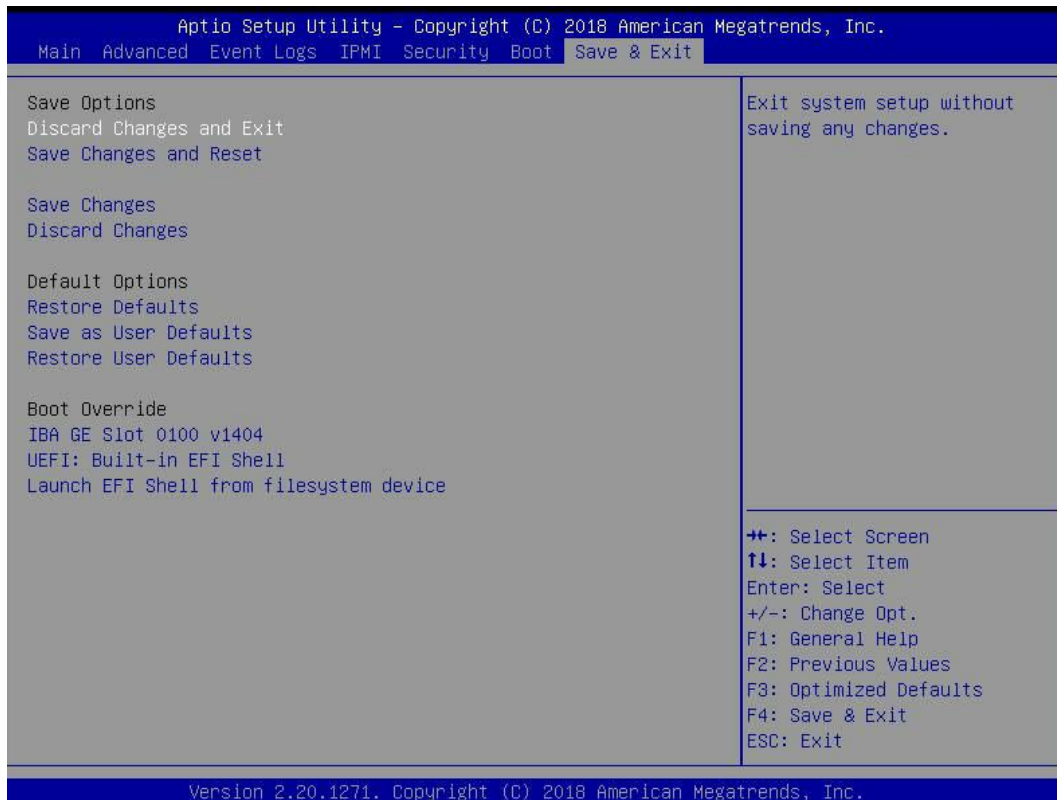 Aptio Setup Utility – Copyright (C) 2018 American Megatrends, Inc.
Main Advanced Event Logs IPMI Security Boot Save & Exit
Save Options
Discard Changes and Exit
Save Changes and Reset
Save Changes
Discard Changes
Default Options
Restore Defaults
Save as User Defaults
Restore User Defaults
Boot Override
IBA GE Slot 0100 v1404
UEFI: Built-in EFI Shell
Launch EFI Shell from filesystem device
Exit system setup without
saving any changes.
→←: Select Screen
↑↓: Select Item
Enter: Select
+/-: Change Opt.
F1: General Help
F2: Previous Values
F3: Optimized Defaults
F4: Save & Exit
ESC: Exit
Version 2.20.1271. Copyright (C) 2018 American Megatrends, Inc.